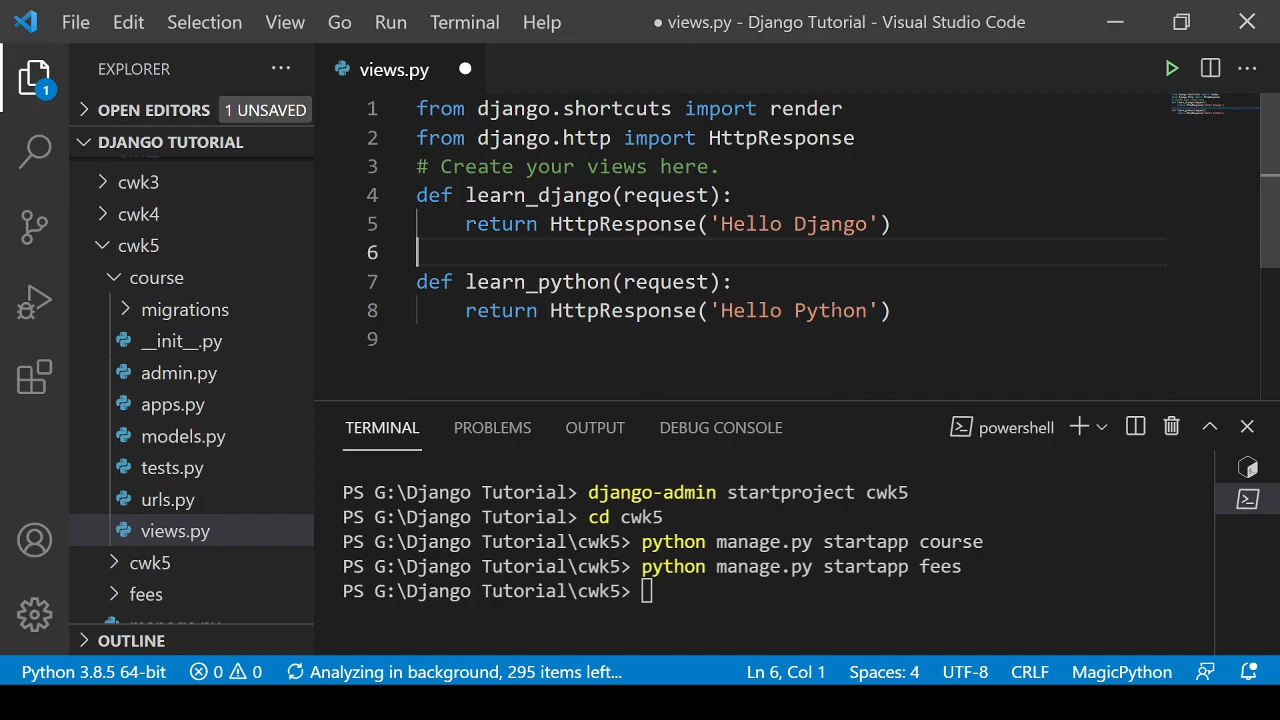 File Edit Selection View Go Run Terminal Help ● views.py - Django Tutorial - Visual Studio Code
EXPLORER ···
1
OPEN EDITORS 1 UNSAVED
DJANGO TUTORIAL
cwk3
cwk4
cwk5
course
migrations
__init__.py
admin.py
apps.py
models.py
tests.py
urls.py
views.py
cwk5
fees
manage.py
OUTLINE
views.py ●
1 from django.shortcuts import render
2 from django.http import HttpResponse
3 # Create your views here.
4 def learn_django(request):
5 return HttpResponse('Hello Django')
6
7 def learn_python(request):
8 return HttpResponse('Hello Python')
9
TERMINAL PROBLEMS OUTPUT DEBUG CONSOLE powershell
PS G:\Django Tutorial> django-admin startproject cwk5
PS G:\Django Tutorial> cd cwk5
PS G:\Django Tutorial\cwk5> python manage.py startapp course
PS G:\Django Tutorial\cwk5> python manage.py startapp fees
PS G:\Django Tutorial\cwk5>
Python 3.8.5 64-bit 0 0 Analyzing in background, 295 items left... Ln 6, Col 1 Spaces: 4 UTF-8 CRLF MagicPython